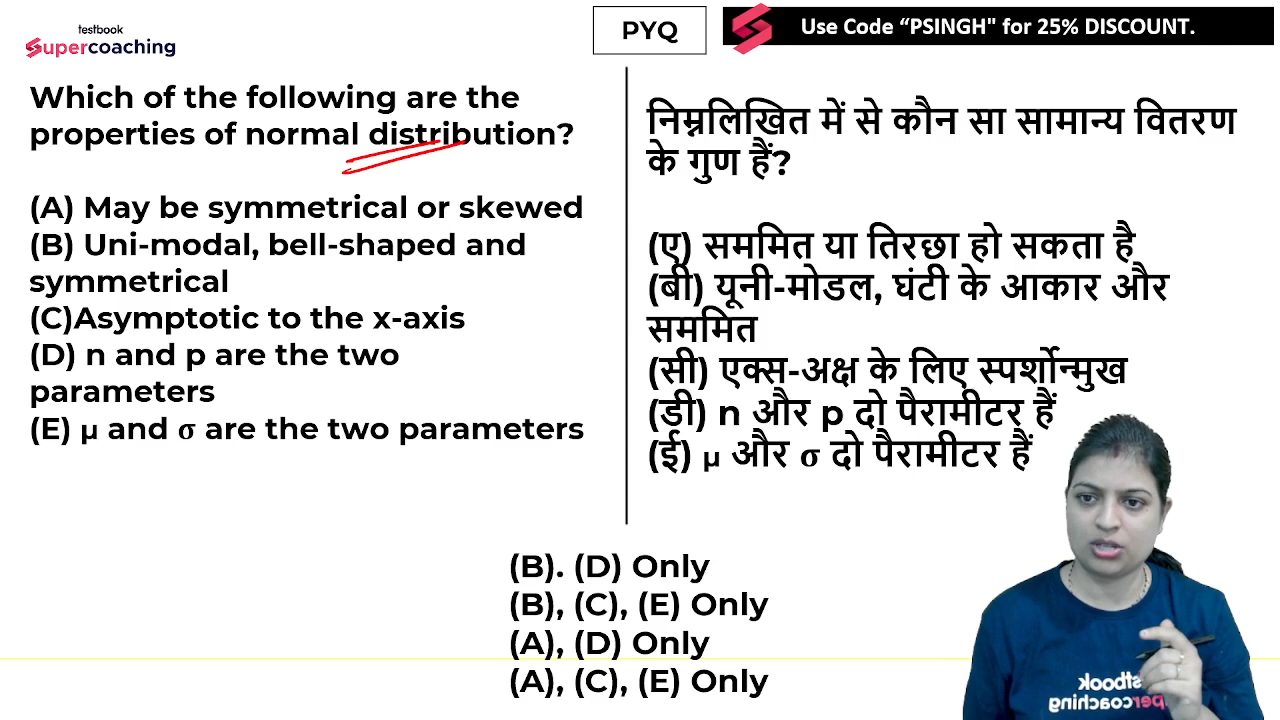 testbook
Supercoaching
PYQ
Use Code “PSINGH" for 25% DISCOUNT.
Which of the following are the
properties of normal distribution?
(A) May be symmetrical or skewed
(B) Uni-modal, bell-shaped and
symmetrical
(C)Asymptotic to the x-axis
(D) n and p are the two
parameters
(E) μ and σ are the two parameters
निम्नलिखित में से कौन सा सामान्य वितरण
के गुण हैं?
(ए) सममित या तिरछा हो सकता है
(बी) यूनी-मोडल, घंटी के आकार और
सममित
(सी) एक्स-अक्ष के लिए स्पर्शोन्मुख
(डी) n और p दो पैरामीटर हैं
(ई) μ और σ दो पैरामीटर हैं
(B). (D) Only
(B), (C), (E) Only
(A), (D) Only
(A), (C), (E) Only
testbook
supercoaching